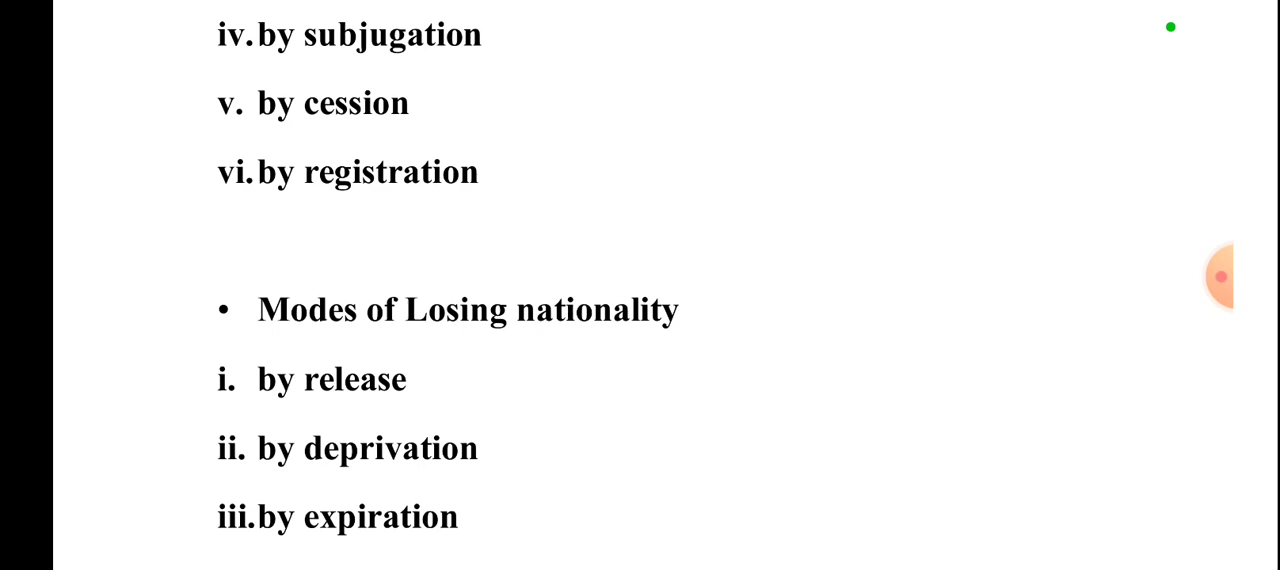 iv. by subjugation
v. by cession
vi. by registration
• Modes of Losing nationality
i. by release
ii. by deprivation
iii. by expiration